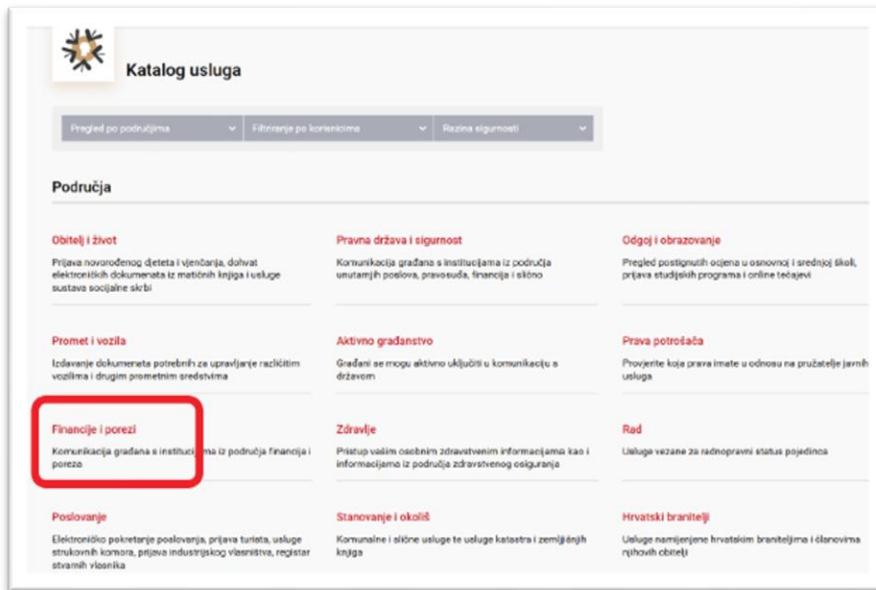 Katalog usluga
Pregled po područjima
Filtriranje po korisnicima
Razina sigurnosti
Područja
Obitelj i život
Prijava novorođenog djeteta i vjenčanja, dohvat
elektroničkih dokumenata iz matičnih knjiga i usluge
sustava socijalne skrbi
Pravna država i sigurnost
Komunikacija građana s institucijama iz područja
unutarnjih poslova, pravosuđa, financija i slično
Odgoj i obrazovanje
Pregled postignutih ocjena u osnovnoj i srednjoj školi,
prijava studijskih programa i online tečajevi
Promet i vozila
Izdavanje dokumenata potrebnih za upravljanje različitim
vozilima i drugim prometnim sredstvima
Aktivno građanstvo
Građani se mogu aktivno uključiti u komunikaciju s
državom
Prava potrošača
Provjerite koja prava imate u odnosu na pružatelje javnih
usluga
Financije i porezi
Komunikacija građana s institucijama iz područja financija i
poreza
Zdravlje
Pristup vašim osobnim zdravstvenim informacijama kao i
informacijama iz područja zdravstvenog osiguranja
Rad
Usluge vezane za radnopravni status pojedinca
Poslovanje
Elektroničko pokretanje poslovanja, prijava turista, usluge
strukovnih komora, prijava industrijskog vlasništva, registar
stvarnih vlasnika
Stanovanje i okoliš
Komunalne i slične usluge te usluge katastra i zemljišnjih
knjiga
Hrvatski branitelji
Usluge namijenjene hrvatskim braniteljima i članovima
njihovih obitelji